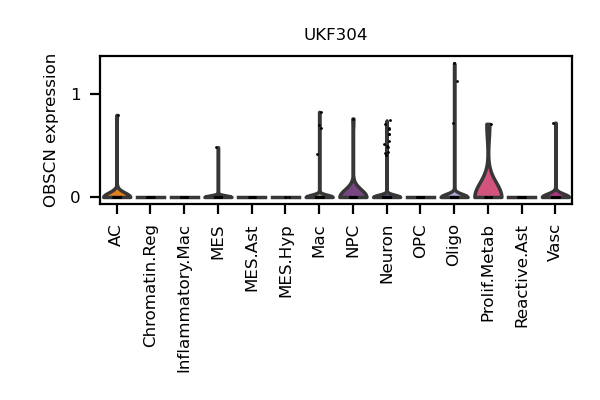 UKF304
OBSCN expression
1
0
AC
Chromatin.Reg
Inflammatory.Mac
MES
MES.Ast
MES.Hyp
Mac
NPC
Neuron
OPC
Oligo
Prolif.Metab
Reactive.Ast
Vasc